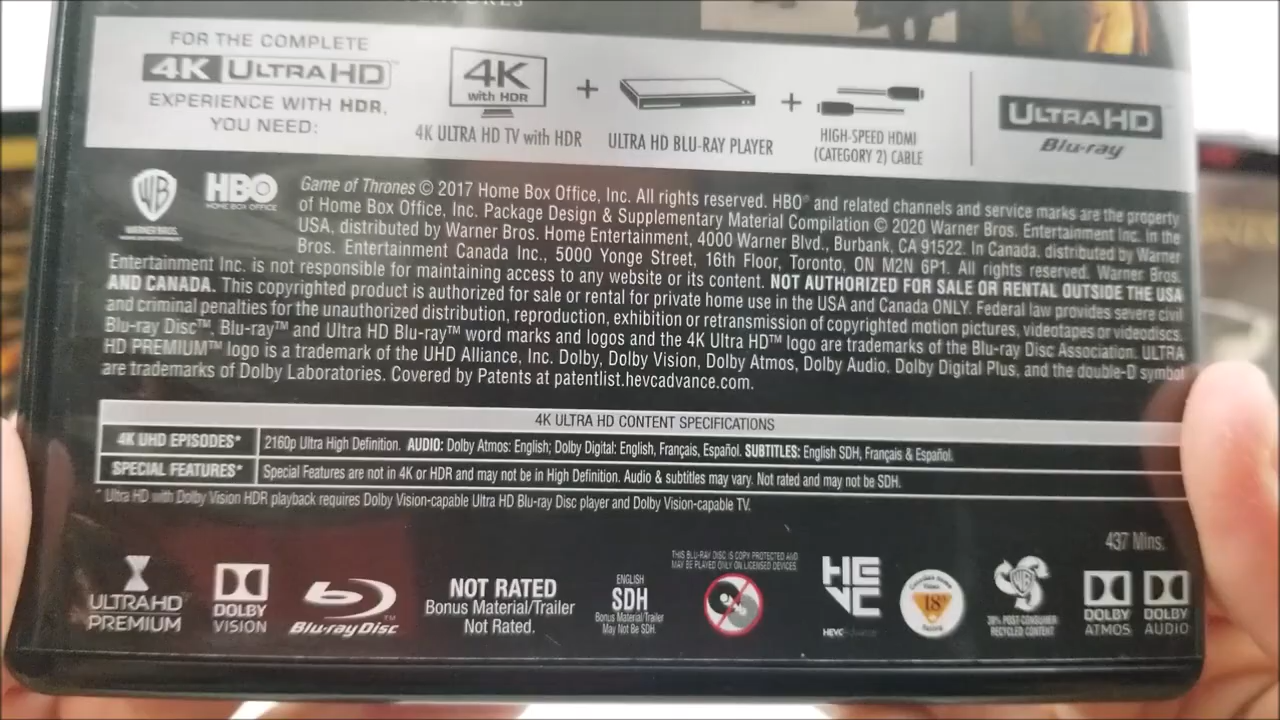 FOR THE COMPLETE
4K ULTRA HD
EXPERIENCE WITH HDR,
YOU NEED:
4K
with HDR
4K ULTRA HD TV with HDR
+
ULTRA HD BLU-RAY PLAYER
+
HIGH-SPEED HDMI
(CATEGORY 2) CABLE
ULTRA HD
Blu-ray
WB
WARNER BROS.
HBO
HOME BOX OFFICE
Game of Thrones © 2017 Home Box Office, Inc. All rights reserved. HBO® and related channels and service marks are the property
of Home Box Office, Inc. Package Design & Supplementary Material Compilation © 2020 Warner Bros. Entertainment Inc. In the
USA, distributed by Warner Bros. Home Entertainment, 4000 Warner Blvd., Burbank, CA 91522. In Canada, distributed by Warner
Bros. Entertainment Canada Inc., 5000 Yonge Street, 16th Floor, Toronto, ON M2N 6P1. All rights reserved. Warner Bros.
Entertainment Inc. is not responsible for maintaining access to any website or its content. NOT AUTHORIZED FOR SALE OR RENTAL OUTSIDE THE USA
AND CANADA. This copyrighted product is authorized for sale or rental for private home use in the USA and Canada ONLY. Federal law provides severe civil
and criminal penalties for the unauthorized distribution, reproduction, exhibition or retransmission of copyrighted motion pictures, videotapes or videodiscs.
Blu-ray Disc™, Blu-ray™ and Ultra HD Blu-ray™ word marks and logos and the 4K Ultra HD™ logo are trademarks of the Blu-ray Disc Association. ULTRA
HD PREMIUM™ logo is a trademark of the UHD Alliance, Inc. Dolby, Dolby Vision, Dolby Atmos, Dolby Audio, Dolby Digital Plus, and the double-D symbol
are trademarks of Dolby Laboratories. Covered by Patents at patentlist.hevcadvance.com.
4K ULTRA HD CONTENT SPECIFICATIONS
4K UHD EPISODES* 2160p Ultra High Definition. AUDIO: Dolby Atmos: English; Dolby Digital: English, Français, Español. SUBTITLES: English SDH, Français & Español.
SPECIAL FEATURES* Special Features are not in 4K or HDR and may not be in High Definition. Audio & subtitles may vary. Not rated and may not be SDH.
* Ultra HD with Dolby Vision HDR playback requires Dolby Vision-capable Ultra HD Blu-ray Disc player and Dolby Vision-capable TV.
437 Mins.
ULTRA HD
PREMIUM™
DOLBY
VISION
Blu-ray Disc™
NOT RATED
Bonus Material/Trailer
Not Rated.
ENGLISH
SDH
Bonus Material/Trailer
May Not Be SDH.
THIS BLU-RAY DISC IS COPY PROTECTED AND
MAY BE PLAYED ONLY ON LICENSED DEVICES.
HEVC
HEVC Advance
18
WB
POST-CONSUMER
RECYCLED CONTENT
DOLBY
ATMOS
DOLBY
AUDIO